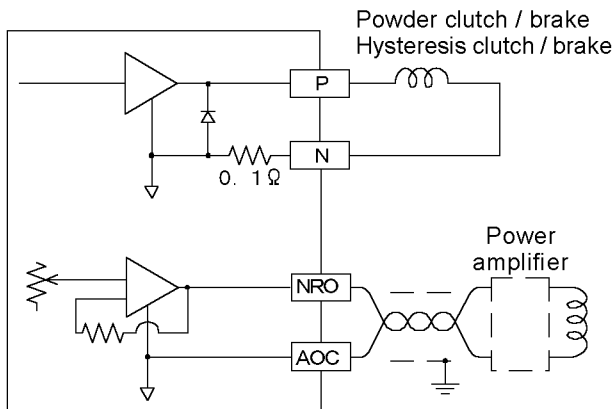 Powder clutch / brake
Hysteresis clutch / brake
P
N
0. 1Ω
Power
amplifier
NRO
AOC